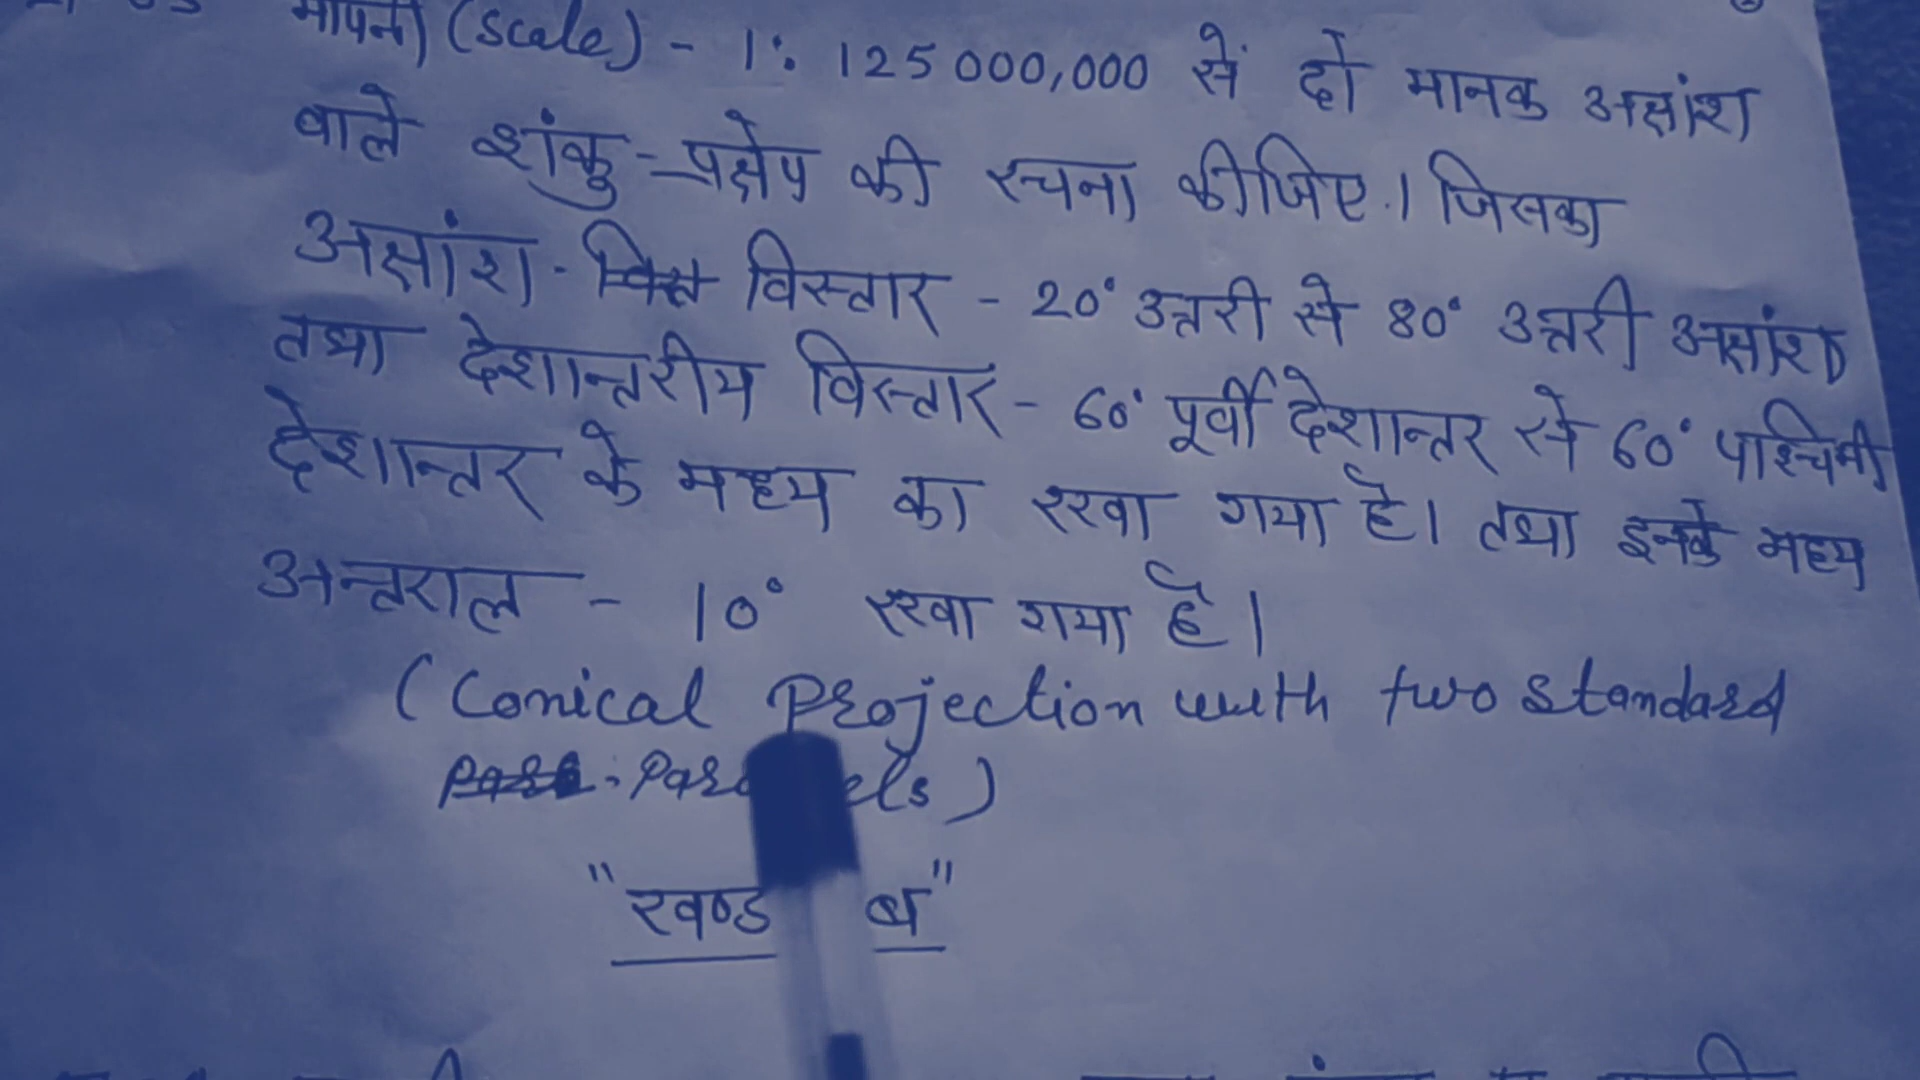 मापनी (Scale) - 1: 125000,000 से दो मानक अक्षांश
वाले शंकु-प्रक्षेप की रचना कीजिए। जिसका
अक्षांश - विस्तार - 20° उत्तरी से 80° उत्तरी अक्षांश
तथा देशान्तरीय विस्तार - 60° पूर्वी देशान्तर से 60° पश्चिमी
देशान्तर के मध्य का रखा गया है। तथा इनके मध्य
अन्तराल - 10° रखा गया है।
(Conical Projection with two standard
"खण्ड ब"